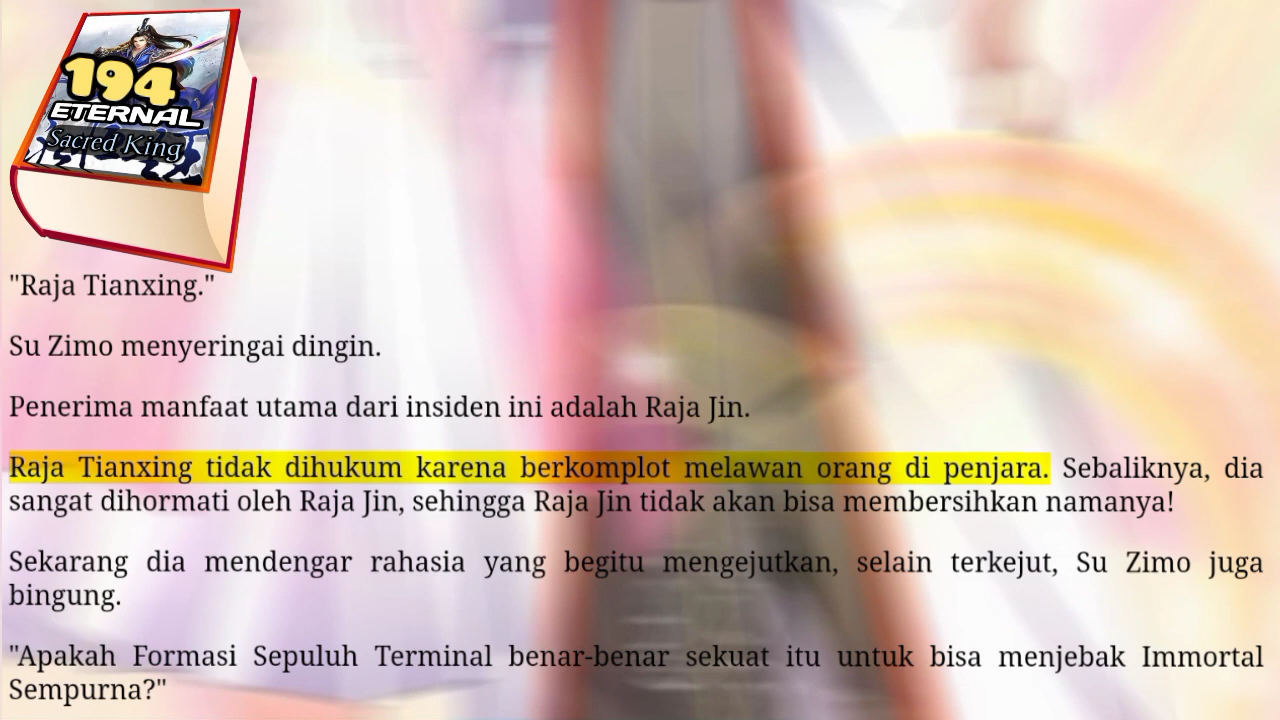 194
ETERNAL
Sacred King
"Raja Tianxing."
Su Zimo menyeringai dingin.
Penerima manfaat utama dari insiden ini adalah Raja Jin.
Raja Tianxing tidak dihukum karena berkomplot melawan orang di penjara. Sebaliknya, dia
sangat dihormati oleh Raja Jin, sehingga Raja Jin tidak akan bisa membersihkan namanya!
Sekarang dia mendengar rahasia yang begitu mengejutkan, selain terkejut, Su Zimo juga
bingung.
"Apakah Formasi Sepuluh Terminal benar-benar sekuat itu untuk bisa menjebak Immortal
Sempurna?"